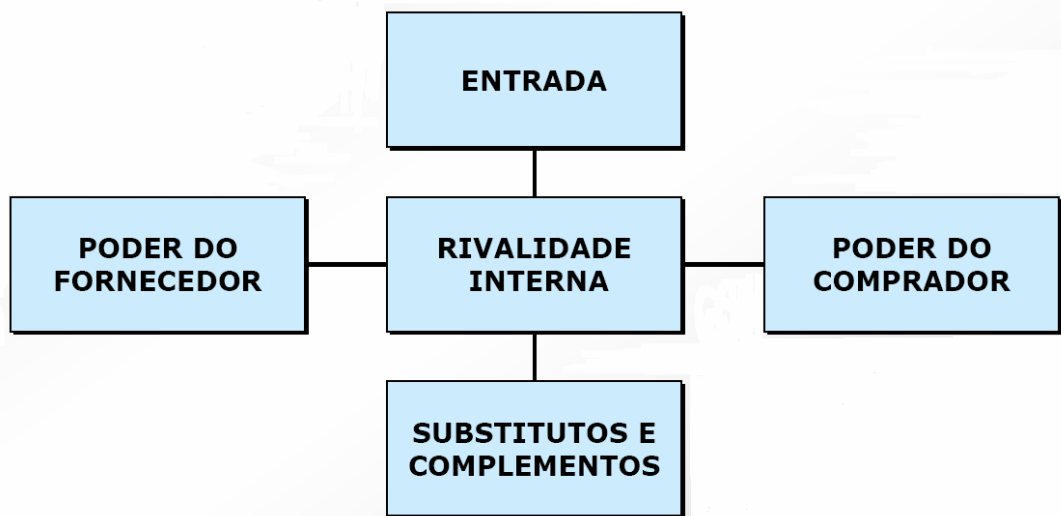 ENTRADA
PODER DO
FORNECEDOR
RIVALIDADE
INTERNA
PODER DO
COMPRADOR
SUBSTITUTOS E
COMPLEMENTOS